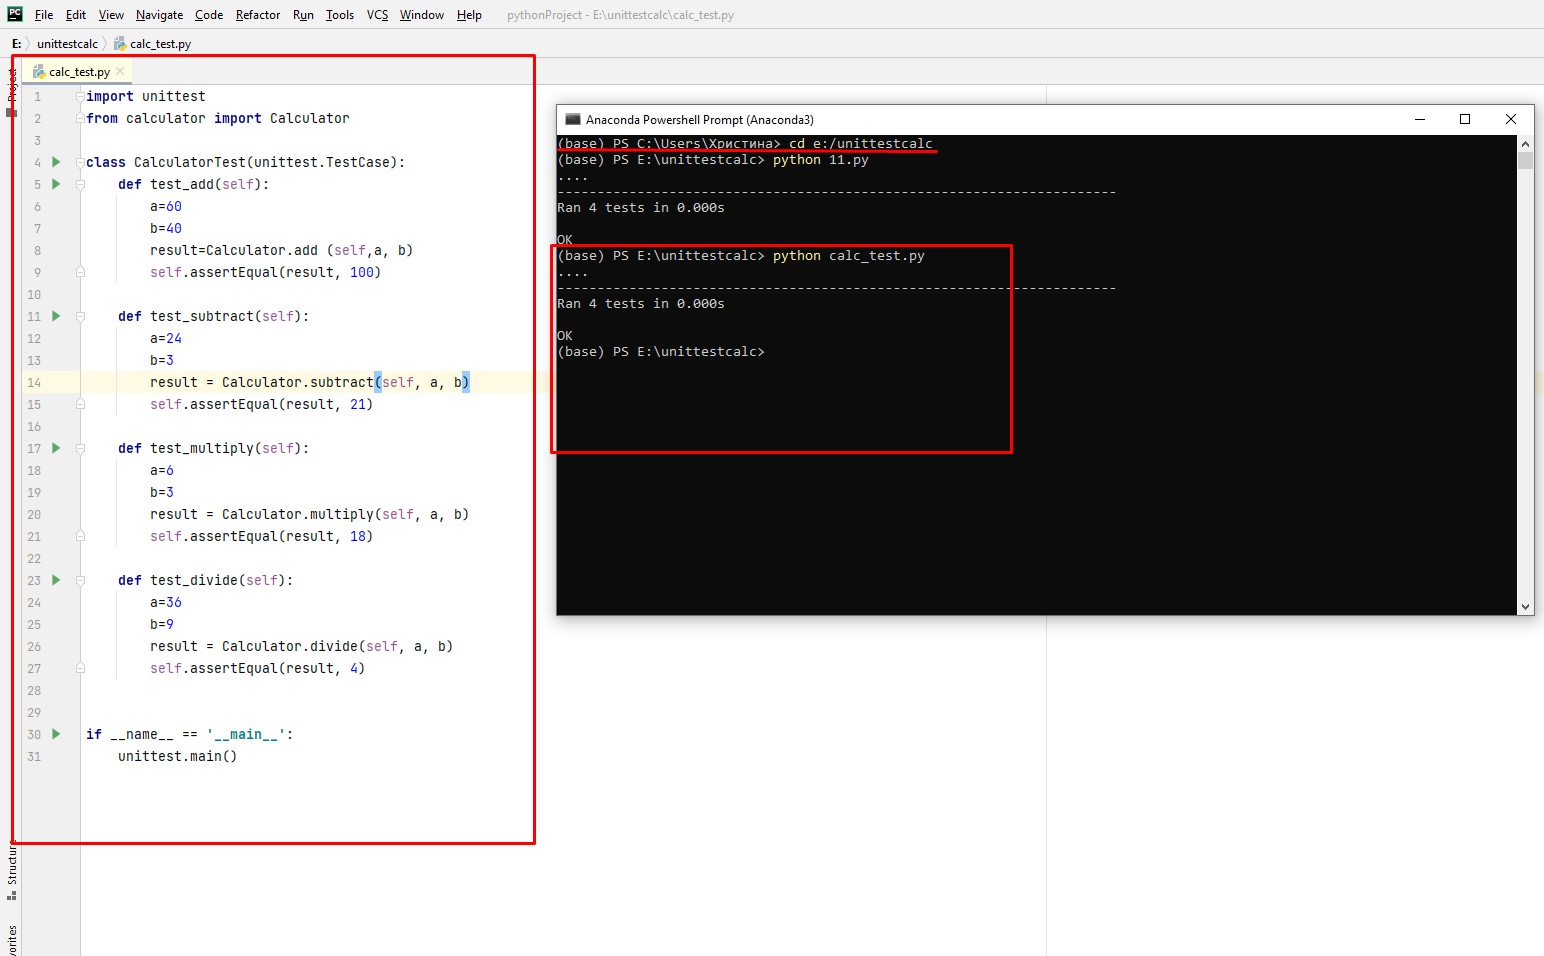 PC File Edit View Navigate Code Refactor Run Tools VCS Window Help pythonProject - E:\unittestcalc\calc_test.py
E: unittestcalc calc_test.py
calc_test.py
Project
1 import unittest
2 from calculator import Calculator
3
4 class CalculatorTest(unittest.TestCase):
5 def test_add(self):
6 a=60
7 b=40
8 result=Calculator.add (self,a, b)
9 self.assertEqual(result, 100)
10
11 def test_subtract(self):
12 a=24
13 b=3
14 result = Calculator.subtract(self, a, b)
15 self.assertEqual(result, 21)
16
17 def test_multiply(self):
18 a=6
19 b=3
20 result = Calculator.multiply(self, a, b)
21 self.assertEqual(result, 18)
22
23 def test_divide(self):
24 a=36
25 b=9
26 result = Calculator.divide(self, a, b)
27 self.assertEqual(result, 4)
28
29
30 if __name__ == '__main__':
31 unittest.main()
Structure
vorites
Anaconda Powershell Prompt (Anaconda3)
(base) PS C:\Users\Христина> cd e:/unittestcalc
(base) PS E:\unittestcalc> python 11.py
....
----------------------------------------------------------------------
Ran 4 tests in 0.000s
OK
(base) PS E:\unittestcalc> python calc_test.py
....
----------------------------------------------------------------------
Ran 4 tests in 0.000s
OK
(base) PS E:\unittestcalc>